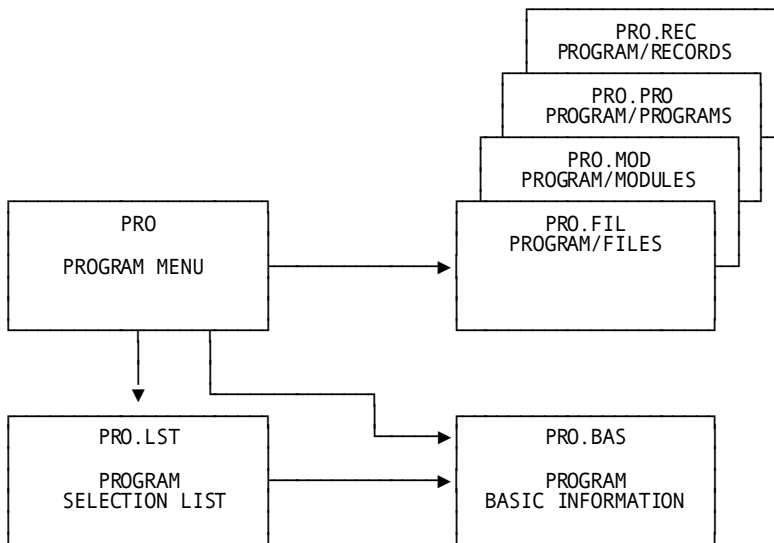 PRO.REC
PROGRAM/RECORDS
PRO.PRO
PROGRAM/PROGRAMS
PRO.MOD
PROGRAM/MODULES
PRO
PROGRAM MENU
PRO.FIL
PROGRAM/FILES
PRO.LST
PROGRAM
SELECTION LIST
PRO.BAS
PROGRAM
BASIC INFORMATION